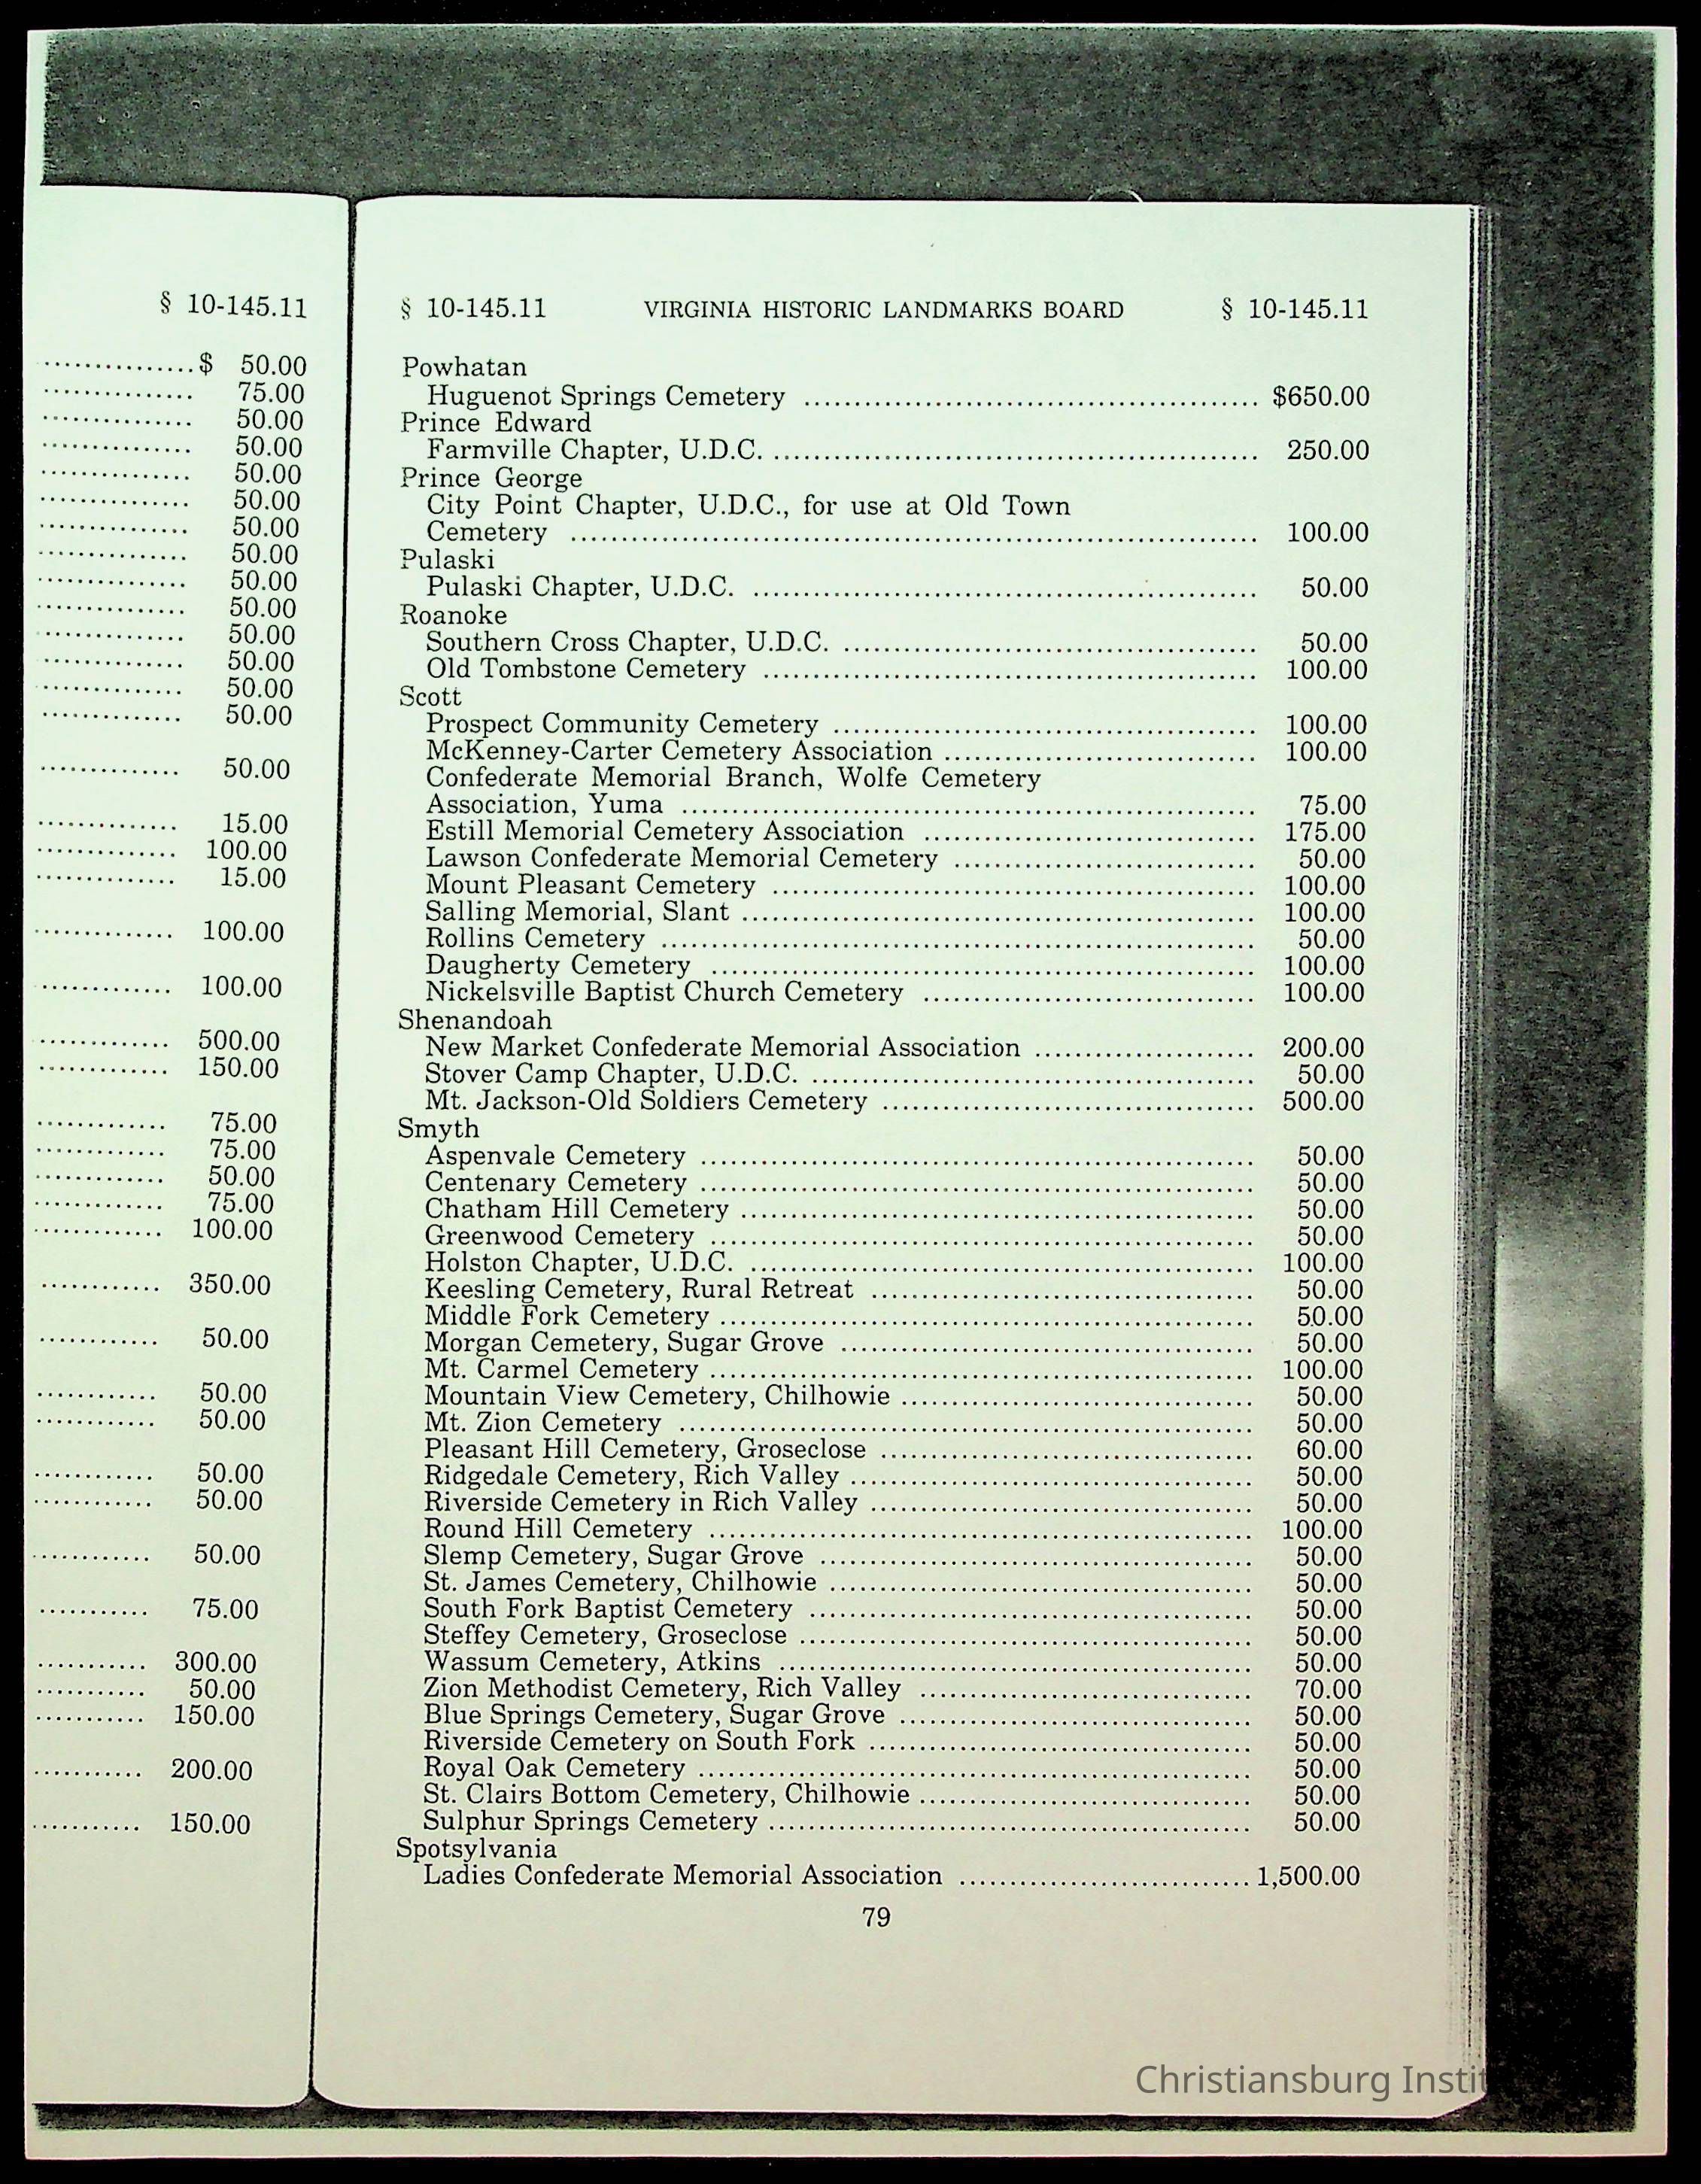 § 10-145.11
................$ 50.00
............... 75.00
............... 50.00
............... 50.00
............... 50.00
............... 50.00
............... 50.00
............... 50.00
............... 50.00
............... 50.00
............... 50.00
.............. 50.00
.............. 50.00
.............. 50.00
.............. 50.00
.............. 15.00
.............. 100.00
.............. 15.00
.............. 100.00
............. 100.00
............. 500.00
............. 150.00
............. 75.00
............. 75.00
............. 50.00
............. 75.00
............. 100.00
............ 350.00
............ 50.00
............ 50.00
............ 50.00
............ 50.00
............ 50.00
............ 50.00
........... 75.00
........... 300.00
........... 50.00
........... 150.00
........... 200.00
........... 150.00
§ 10-145.11 VIRGINIA HISTORIC LANDMARKS BOARD § 10-145.11
Powhatan
Huguenot Springs Cemetery ............................................ $650.00
Prince Edward
Farmville Chapter, U.D.C. ............................................... 250.00
Prince George
City Point Chapter, U.D.C., for use at Old Town
Cemetery .................................................................. 100.00
Pulaski
Pulaski Chapter, U.D.C. ................................................. 50.00
Roanoke
Southern Cross Chapter, U.D.C. ........................................ 50.00
Old Tombstone Cemetery ................................................ 100.00
Scott
Prospect Community Cemetery ......................................... 100.00
McKenney-Carter Cemetery Association .............................. 100.00
Confederate Memorial Branch, Wolfe Cemetery
Association, Yuma ........................................................ 75.00
Estill Memorial Cemetery Association ................................ 175.00
Lawson Confederate Memorial Cemetery ............................. 50.00
Mount Pleasant Cemetery ............................................... 100.00
Salling Memorial, Slant .................................................. 100.00
Rollins Cemetery .......................................................... 50.00
Daugherty Cemetery ..................................................... 100.00
Nickelsville Baptist Church Cemetery ................................ 100.00
Shenandoah
New Market Confederate Memorial Association ..................... 200.00
Stover Camp Chapter, U.D.C. ........................................... 50.00
Mt. Jackson-Old Soldiers Cemetery .................................... 500.00
Smyth
Aspenvale Cemetery ...................................................... 50.00
Centenary Cemetery ...................................................... 50.00
Chatham Hill Cemetery .................................................. 50.00
Greenwood Cemetery ..................................................... 50.00
Holston Chapter, U.D.C. ................................................. 100.00
Keesling Cemetery, Rural Retreat ..................................... 50.00
Middle Fork Cemetery .................................................... 50.00
Morgan Cemetery, Sugar Grove ........................................ 50.00
Mt. Carmel Cemetery ..................................................... 100.00
Mountain View Cemetery, Chilhowie .................................. 50.00
Mt. Zion Cemetery ........................................................ 50.00
Pleasant Hill Cemetery, Groseclose .................................... 60.00
Ridgedale Cemetery, Rich Valley ....................................... 50.00
Riverside Cemetery in Rich Valley ..................................... 50.00
Round Hill Cemetery ..................................................... 100.00
Slemp Cemetery, Sugar Grove .......................................... 50.00
St. James Cemetery, Chilhowie ......................................... 50.00
South Fork Baptist Cemetery ........................................... 50.00
Steffey Cemetery, Groseclose ............................................ 50.00
Wassum Cemetery, Atkins .............................................. 50.00
Zion Methodist Cemetery, Rich Valley ................................ 70.00
Blue Springs Cemetery, Sugar Grove .................................. 50.00
Riverside Cemetery on South Fork ..................................... 50.00
Royal Oak Cemetery ...................................................... 50.00
St. Clairs Bottom Cemetery, Chilhowie ................................ 50.00
Sulphur Springs Cemetery ............................................... 50.00
Spotsylvania
Ladies Confederate Memorial Association ............................ 1,500.00
79
Christiansburg